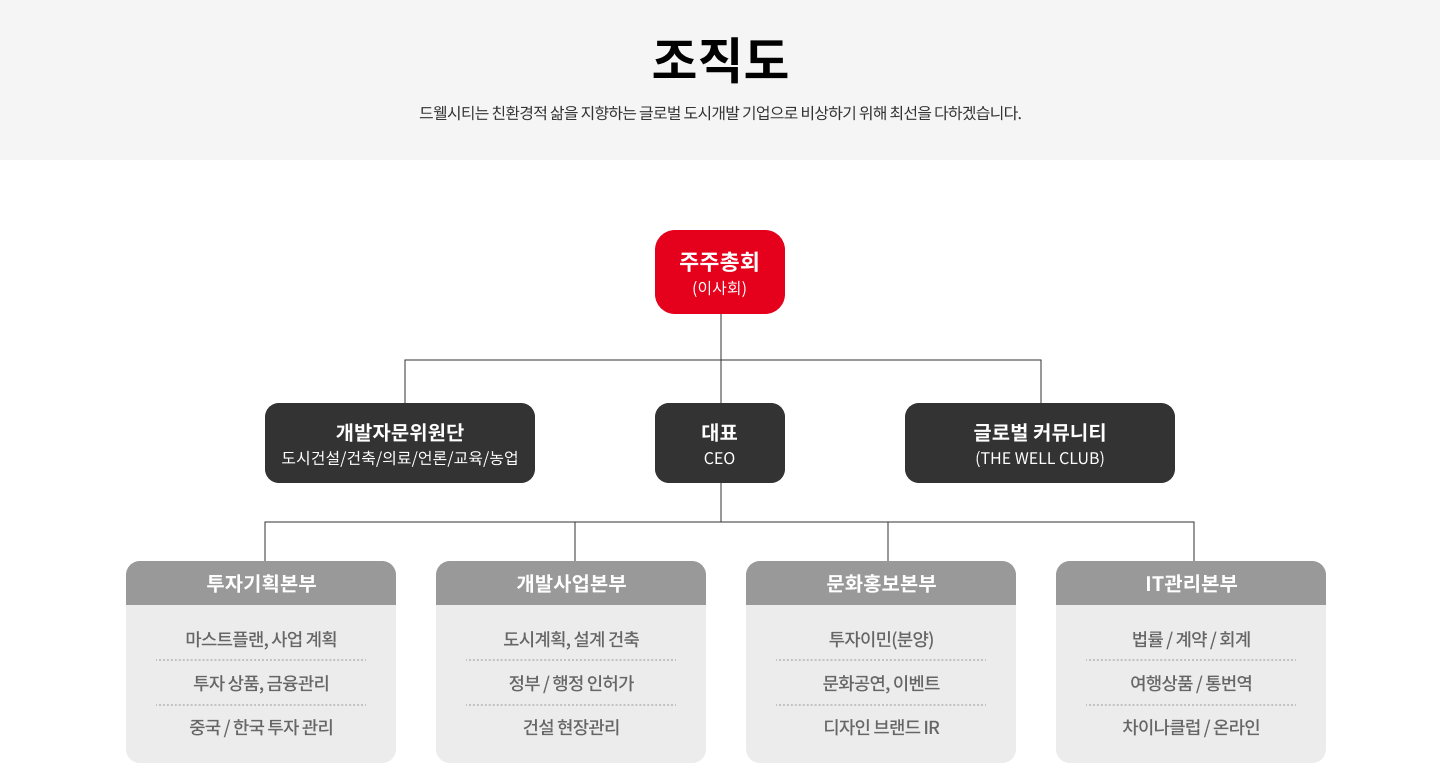 조직도
드웰시티는 친환경적 삶을 지향하는 글로벌 도시개발 기업으로 비상하기 위해 최선을 다하겠습니다.
주주총회
(이사회)
개발자문위원단
도시건설/건축/의료/언론/교육/농업
대표
CEO
글로벌 커뮤니티
(THE WELL CLUB)
투자기획본부
마스트플랜, 사업 계획
투자 상품, 금융관리
중국 / 한국 투자 관리
개발사업본부
도시계획, 설계 건축
정부 / 행정 인허가
건설 현장관리
문화홍보본부
투자이민(분양)
문화공연, 이벤트
디자인 브랜드 IR
IT관리본부
법률 / 계약 / 회계
여행상품 / 통번역
차이나클럽 / 온라인